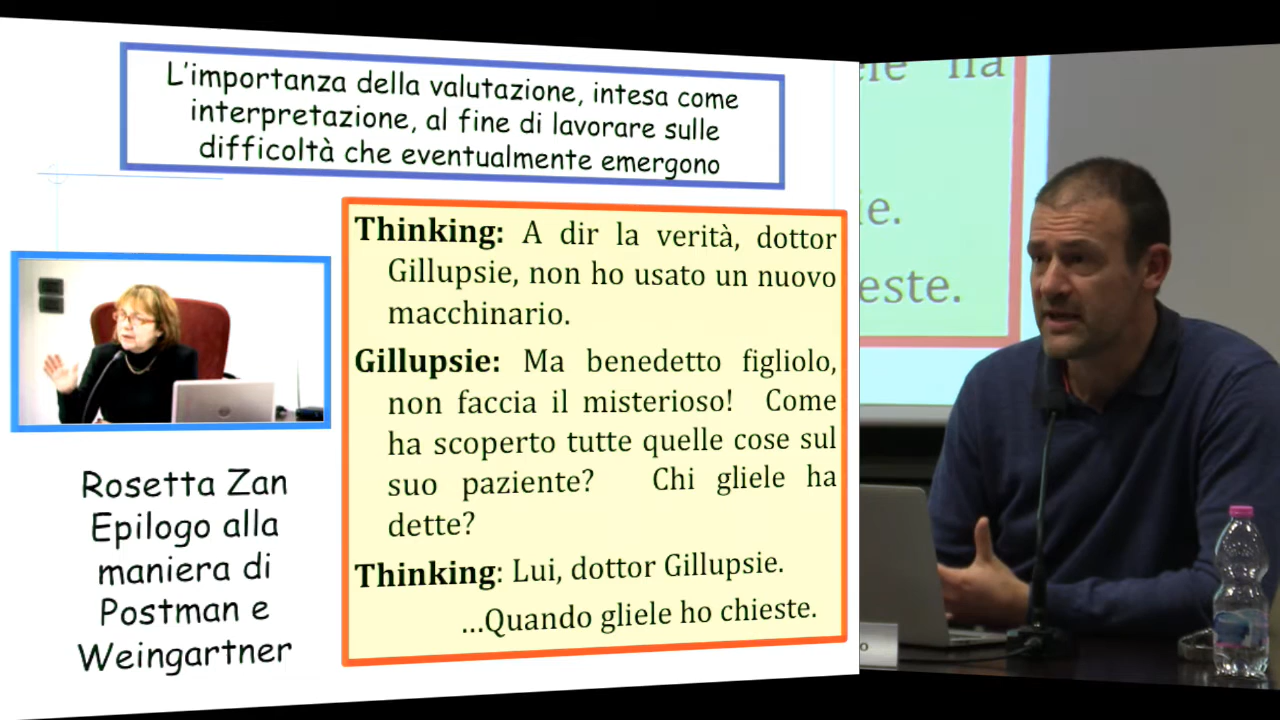 L'importanza della valutazione, intesa come
interpretazione, al fine di lavorare sulle
difficoltà che eventualmente emergono
Thinking: A dir la verità, dottor
Gillupsie, non ho usato un nuovo
macchinario.
Gillupsie: Ma benedetto figliolo,
non faccia il misterioso! Come
ha scoperto tutte quelle cose sul
suo paziente? Chi gliele ha
dette?
Thinking: Lui, dottor Gillupsie.
...Quando gliele ho chieste.
Rosetta Zan
Epilogo alla
maniera di
Postman e
Weingartner
ha
ie.
este.